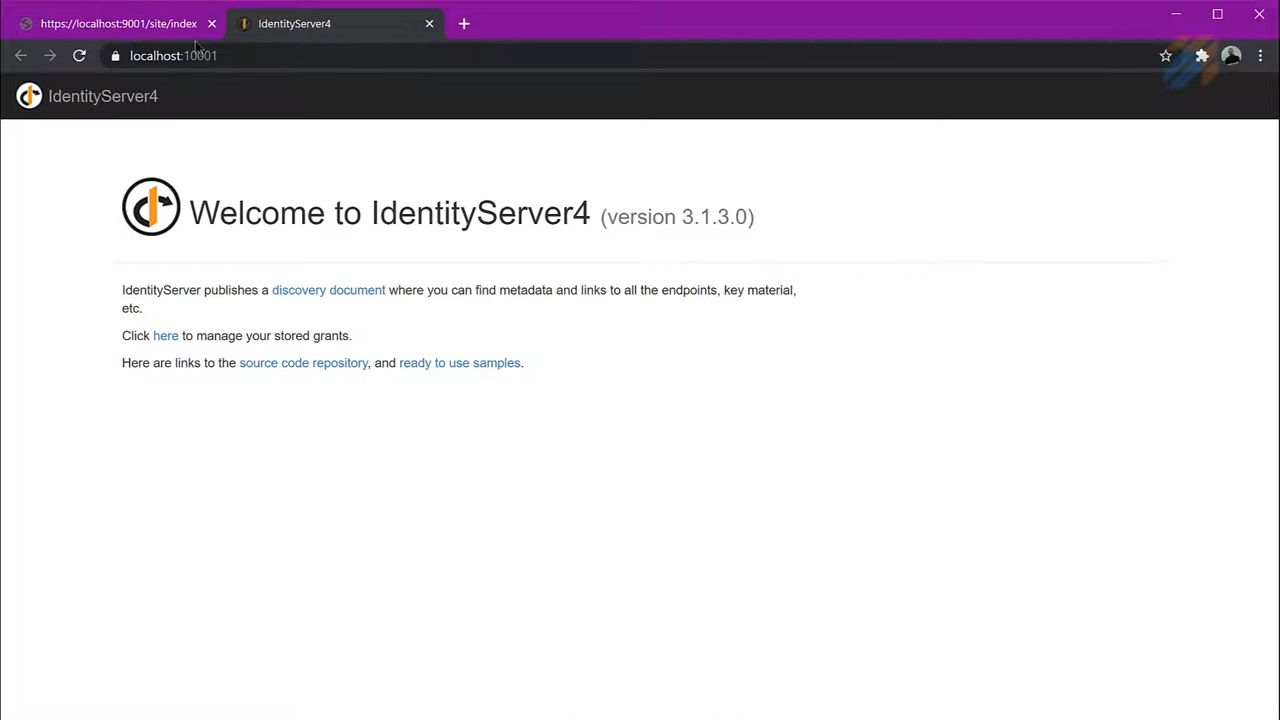 https://localhost:9001/site/index
IdentityServer4
localhost:10001
IdentityServer4
Welcome to IdentityServer4 (version 3.1.3.0)
IdentityServer publishes a discovery document where you can find metadata and links to all the endpoints, key material,
etc.
Click here to manage your stored grants.
Here are links to the source code repository, and ready to use samples.